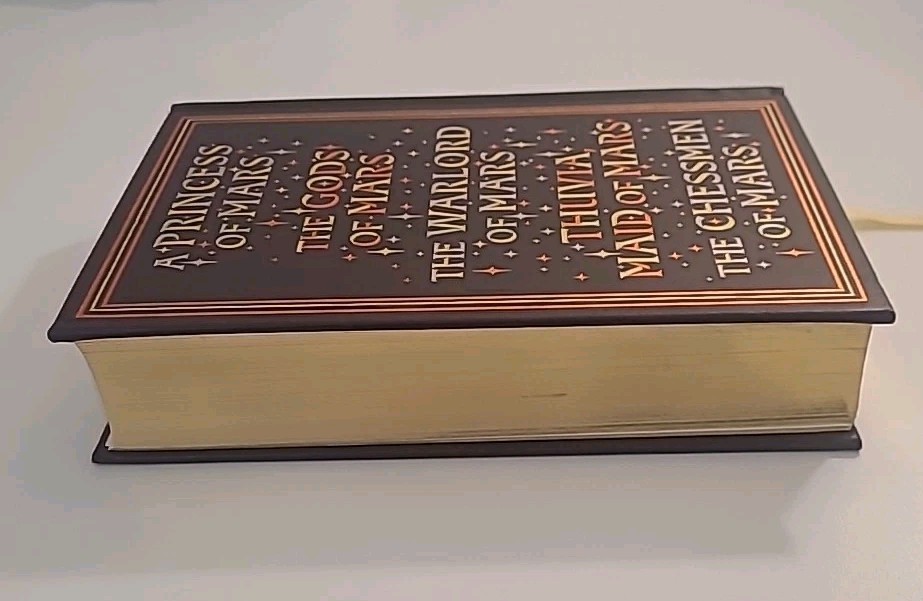 A PRINCESS
OF MARS
THE GODS
OF MARS
THE WARLORD
OF MARS
THUVIA,
MAID OF MARS
THE CHESSMEN
OF MARS